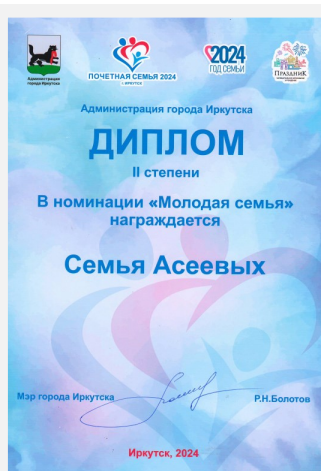 Администрация
города Иркутска
ПОЧЕТНАЯ СЕМЬЯ 2024
г. ИРКУТСК
2024
ГОД СЕМЬИ
ПРАЗДНИК
Администрация города Иркутска
ДИПЛОМ
II степени
В номинации «Молодая семья»
награждается
Семья Асеевых
Мэр города Иркутска
Р.Н.Болотов
Иркутск, 2024